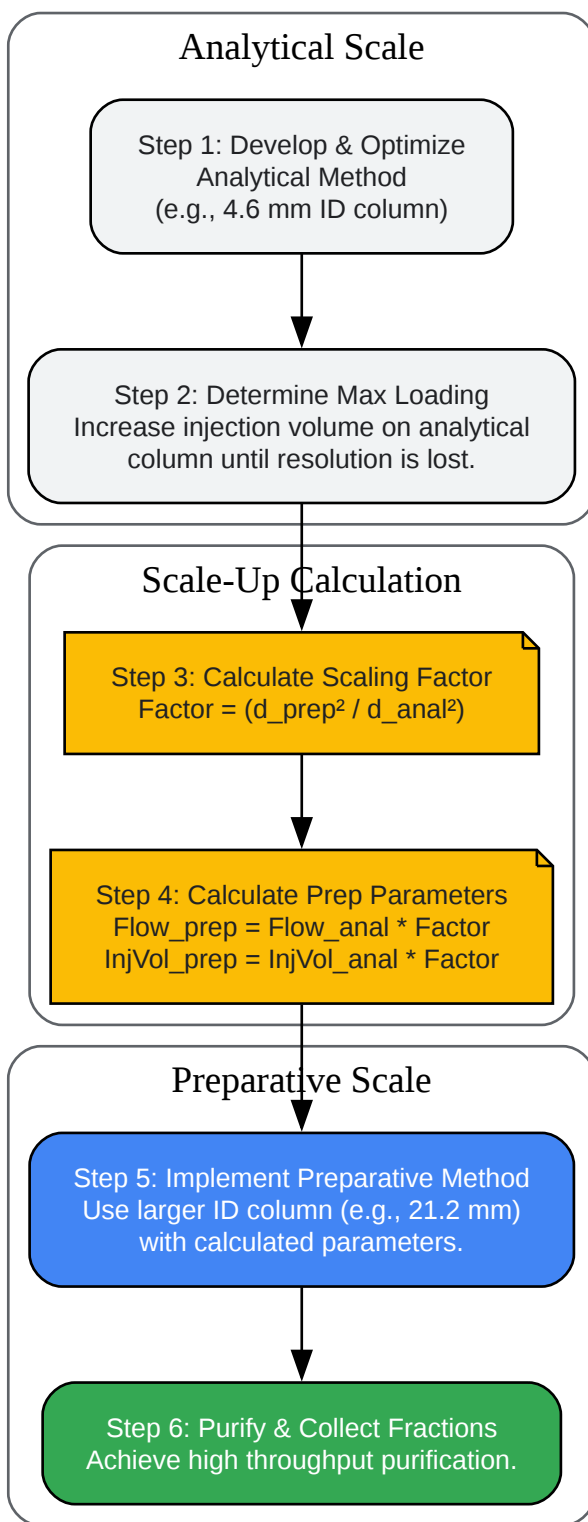 Analytical Scale
Step 1: Develop & Optimize
Analytical Method
(e.g., 4.6 mm ID column)
Step 2: Determine Max Loading
Increase injection volume on analytical
column until resolution is lost.
Scale-Up Calculation
Step 3: Calculate Scaling Factor
Factor = (d_prep² / d_anal²)
Step 4: Calculate Prep Parameters
Flow_prep = Flow_anal * Factor
InjVol_prep = InjVol_anal * Factor
Preparative Scale
Step 5: Implement Preparative Method
Use larger ID column (e.g., 21.2 mm)
with calculated parameters.
Step 6: Purify & Collect Fractions
Achieve high throughput purification.